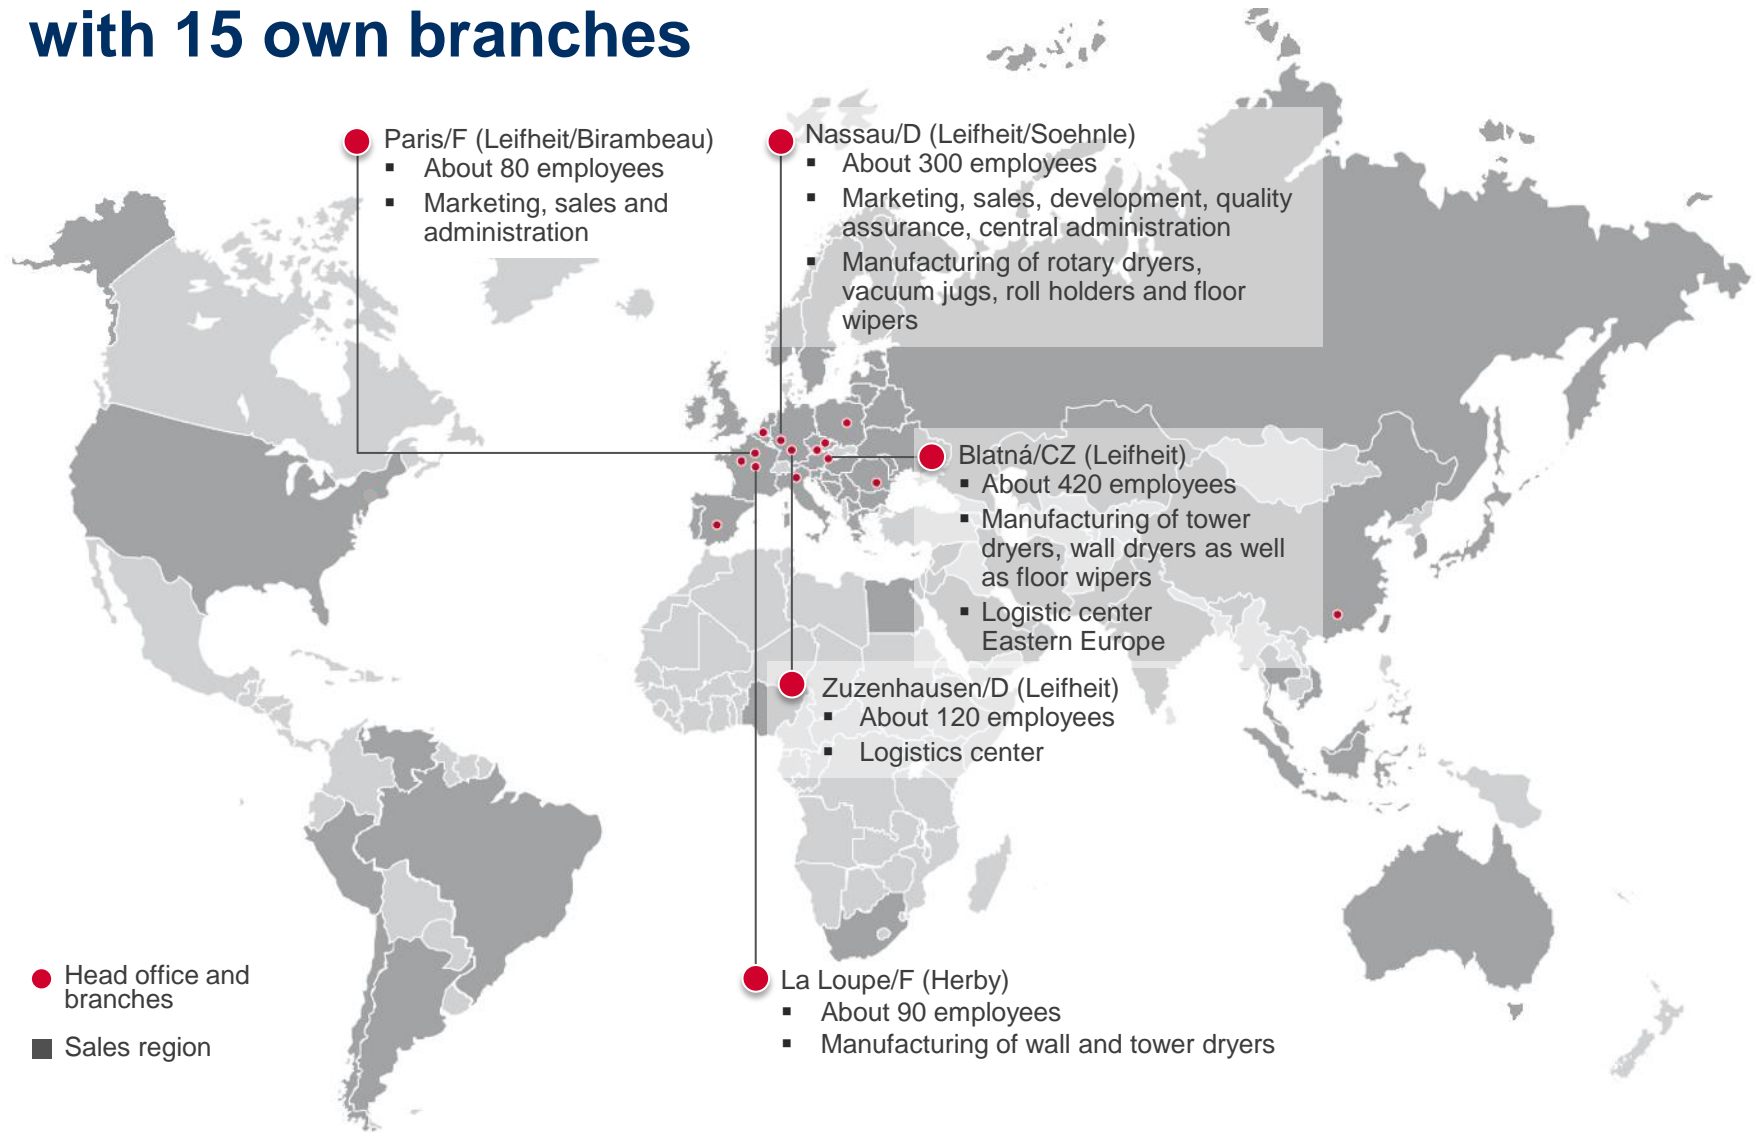 with 15 own branches
Paris/F (Leifheit/Birambeau)
▪ About 80 employees
▪ Marketing, sales and
administration
Nassau/D (Leifheit/Soehnle)
▪ About 300 employees
▪ Marketing, sales, development, quality
assurance, central administration
▪ Manufacturing of rotary dryers,
vacuum jugs, roll holders and floor
wipers
Blatná/CZ (Leifheit)
▪ About 420 employees
▪ Manufacturing of tower
dryers, wall dryers as well
as floor wipers
▪ Logistic center
Eastern Europe
Zuzenhausen/D (Leifheit)
▪ About 120 employees
▪ Logistics center
La Loupe/F (Herby)
▪ About 90 employees
▪ Manufacturing of wall and tower dryers
Head office and
branches
Sales region